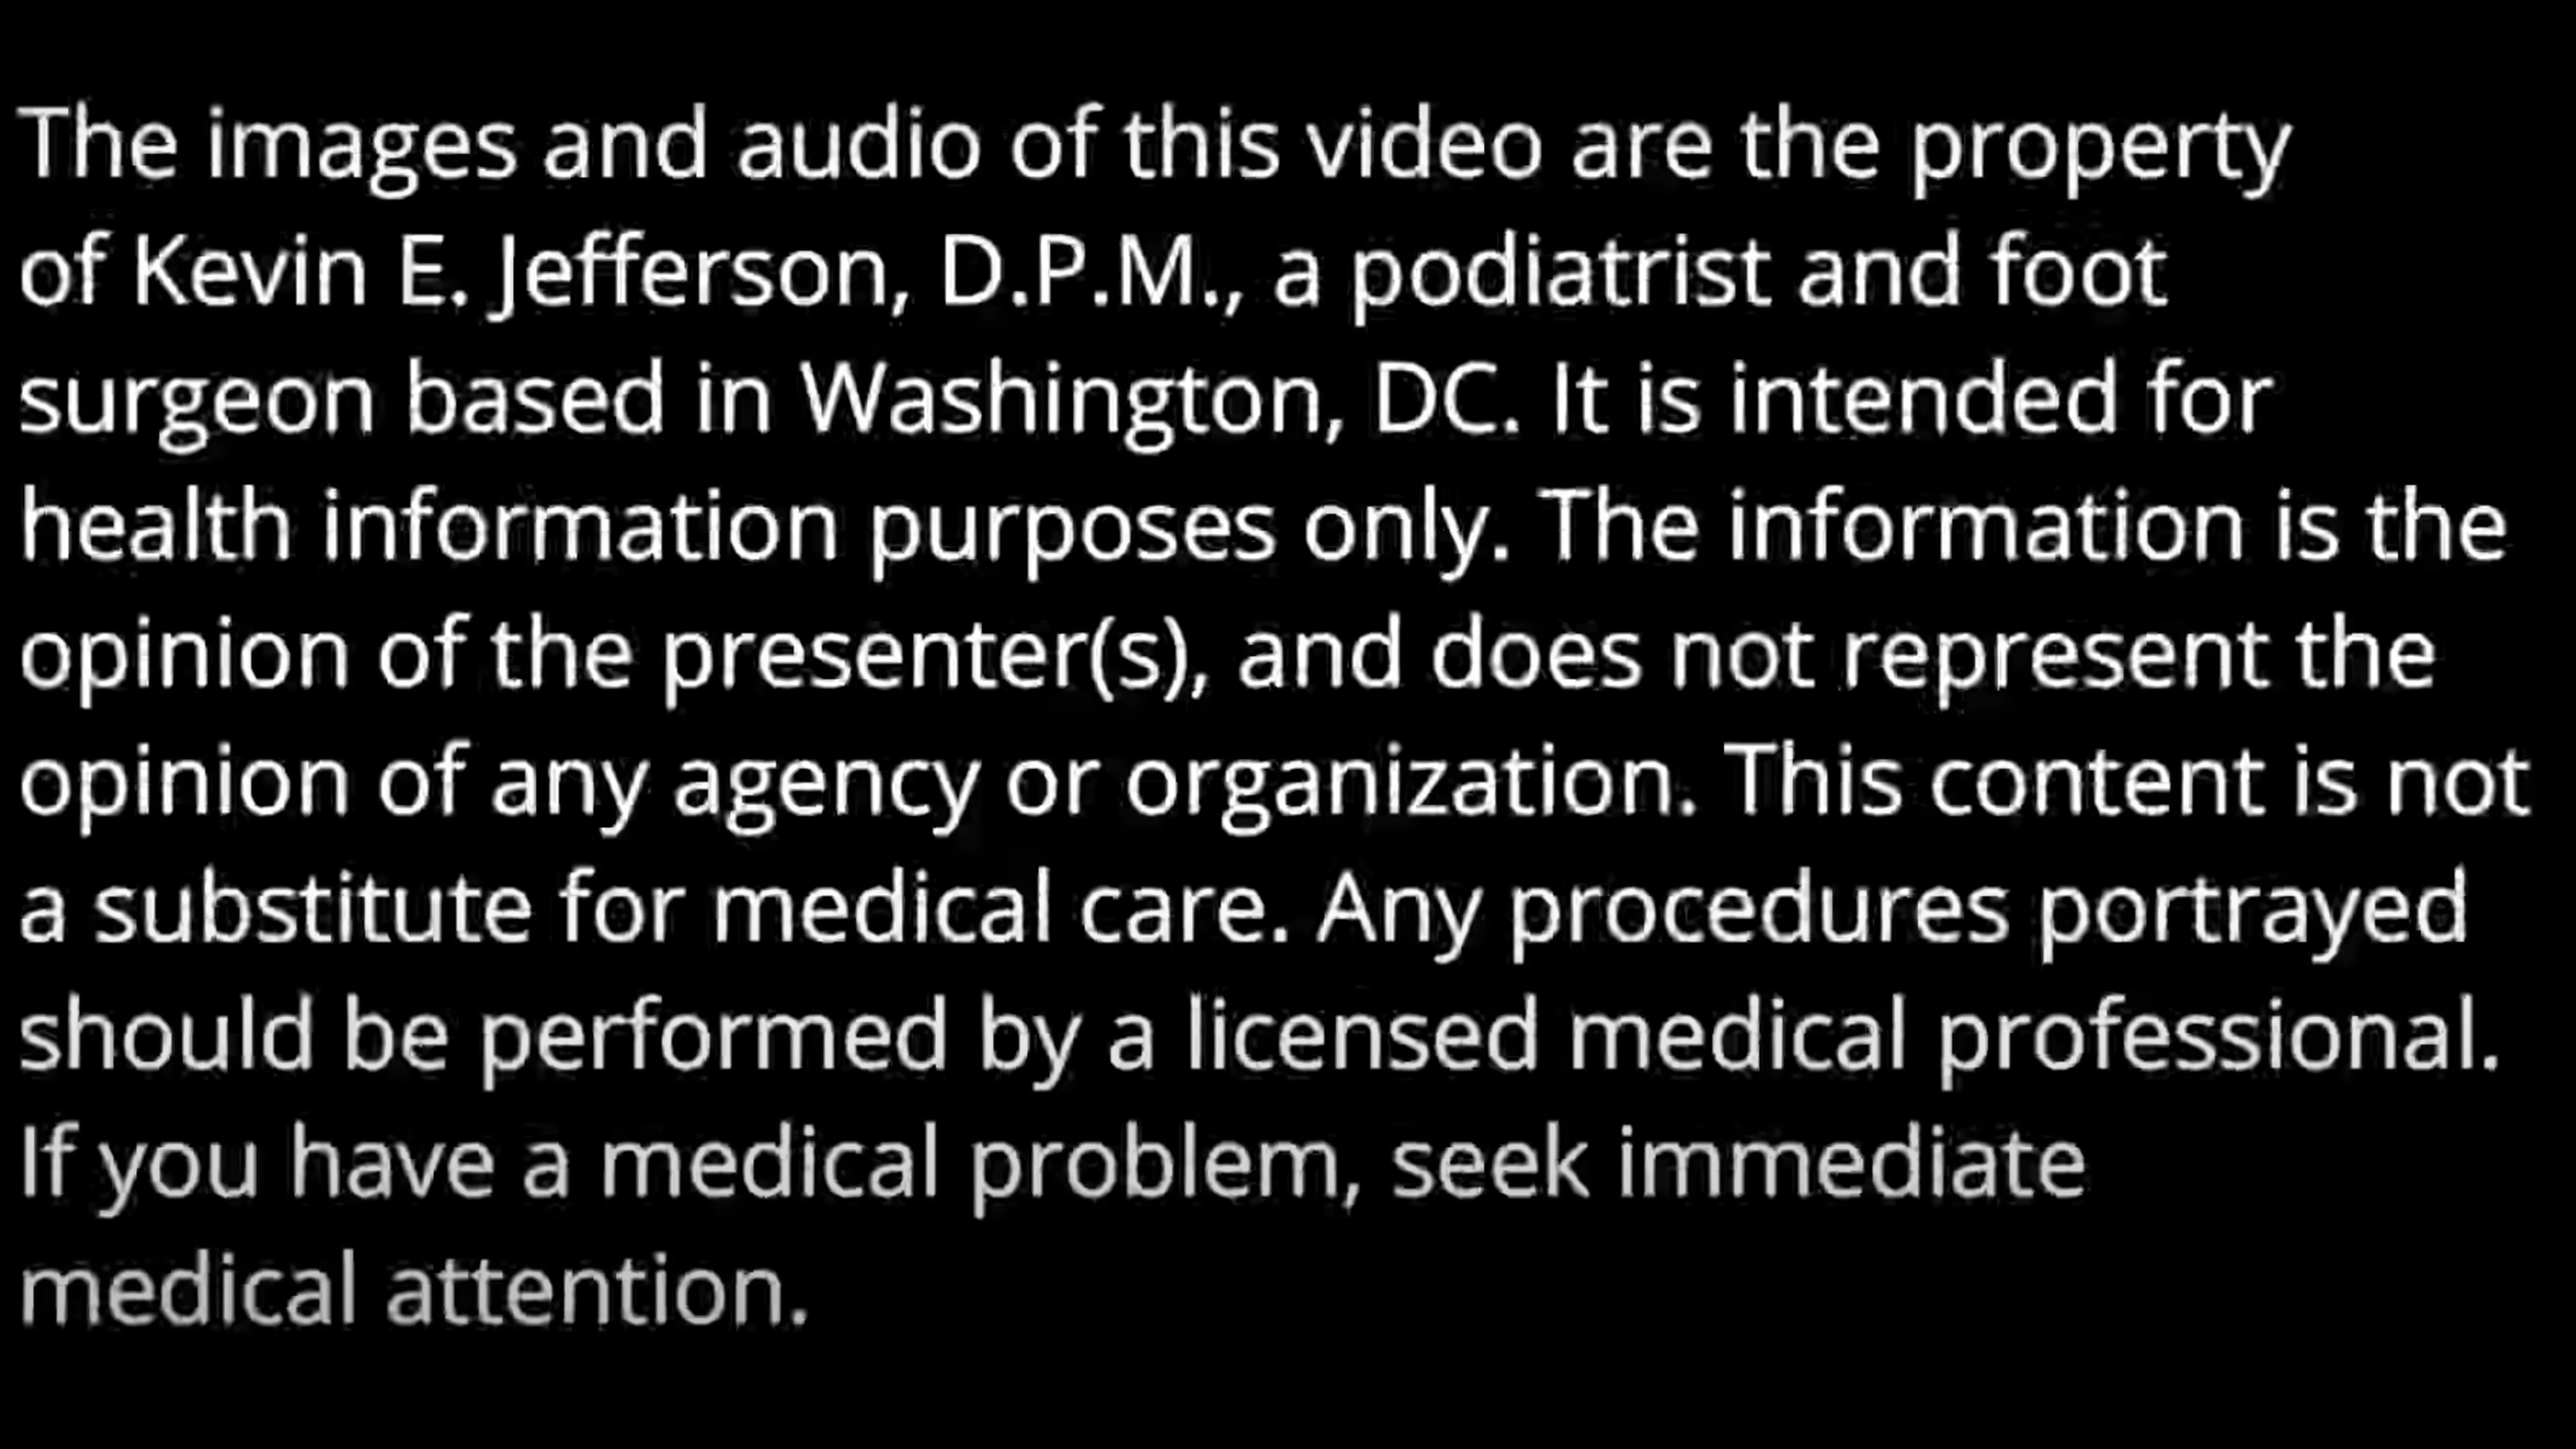 The images and audio of this video are the property
of Kevin E. Jefferson, D.P.M., a podiatrist and foot
surgeon based in Washington, DC. It is intended for
health information purposes only. The information is the
opinion of the presenter(s), and does not represent the
opinion of any agency or organization. This content is not
a substitute for medical care. Any procedures portrayed
should be performed by a licensed medical professional.
If you have a medical problem, seek immediate
medical attention.